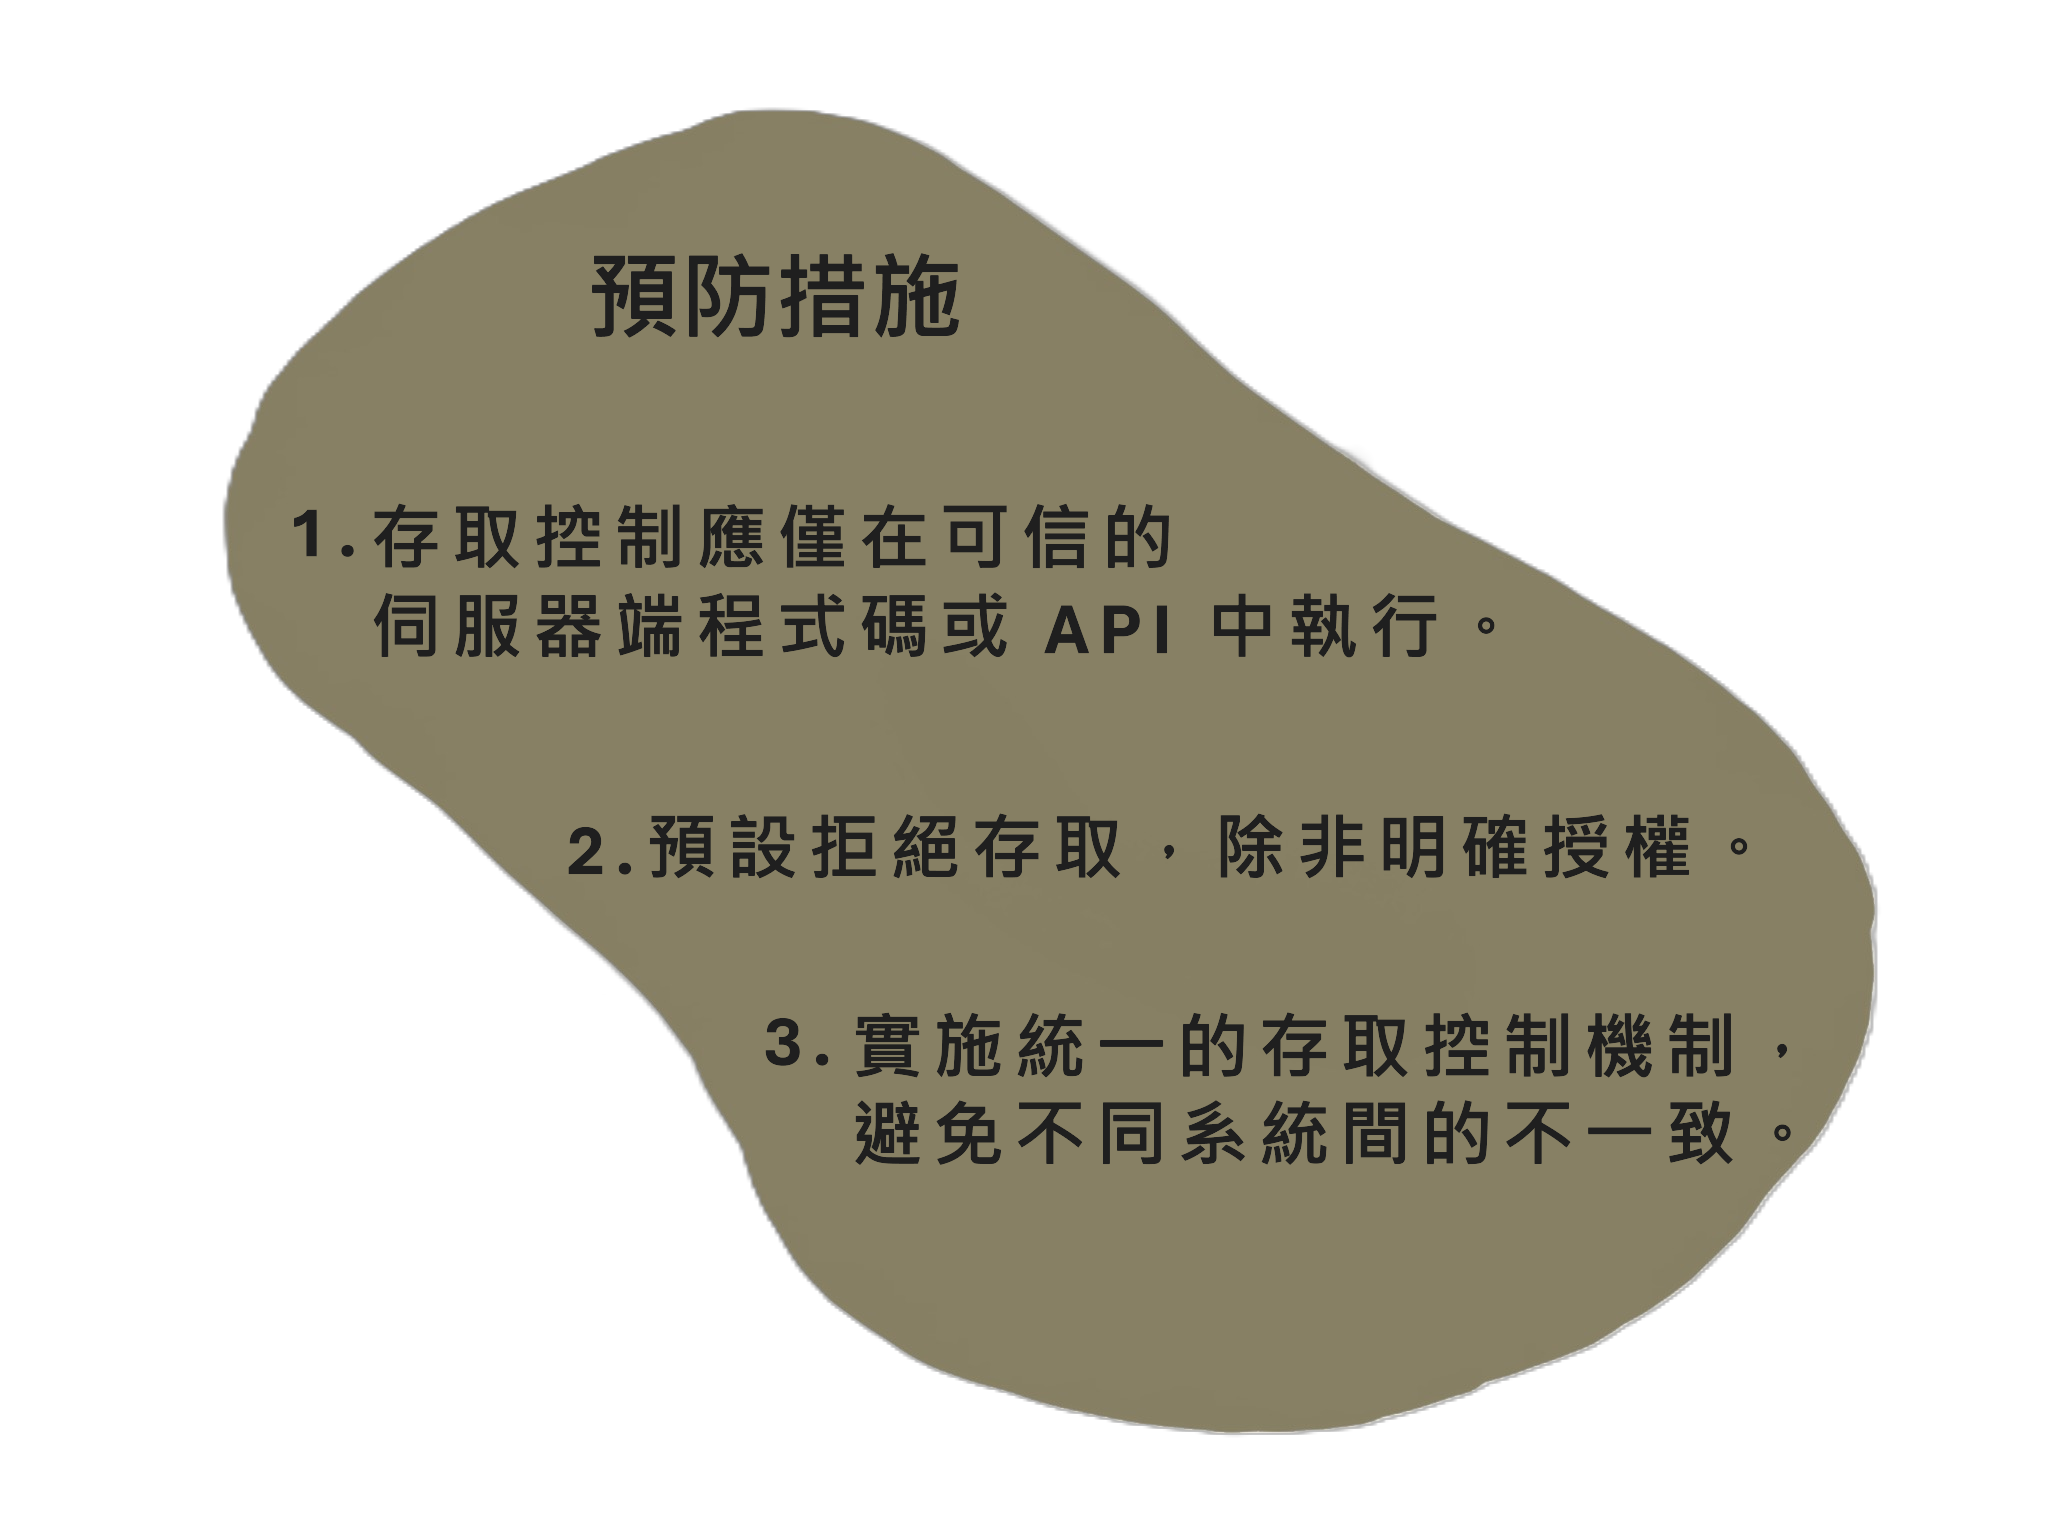 預防措施
1.存取控制應僅在可信的
伺服器端程式碼或 API 中執行。
2.預設拒絕存取，除非明確授權。
3. 實施統一的存取控制機制，
避免不同系統間的不一致。